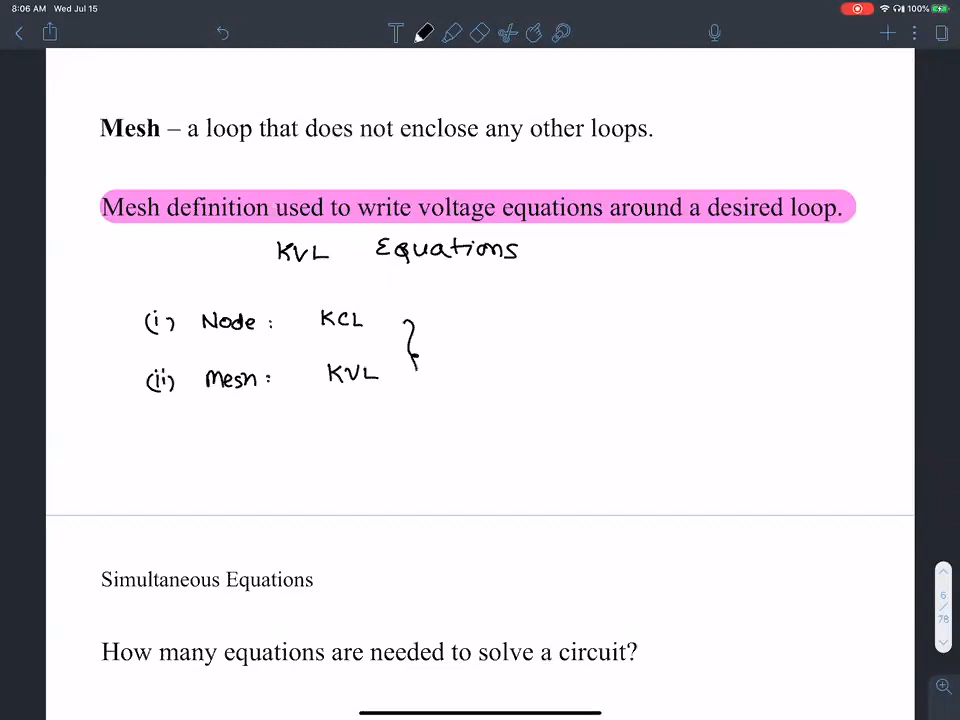 8:06 AM Wed Jul 15
100%
Mesh – a loop that does not enclose any other loops.
Mesh definition used to write voltage equations around a desired loop.
KVL Equations
(i) Node : KCL
(ii) Mesh : KVL
6
/
78
Simultaneous Equations
How many equations are needed to solve a circuit?